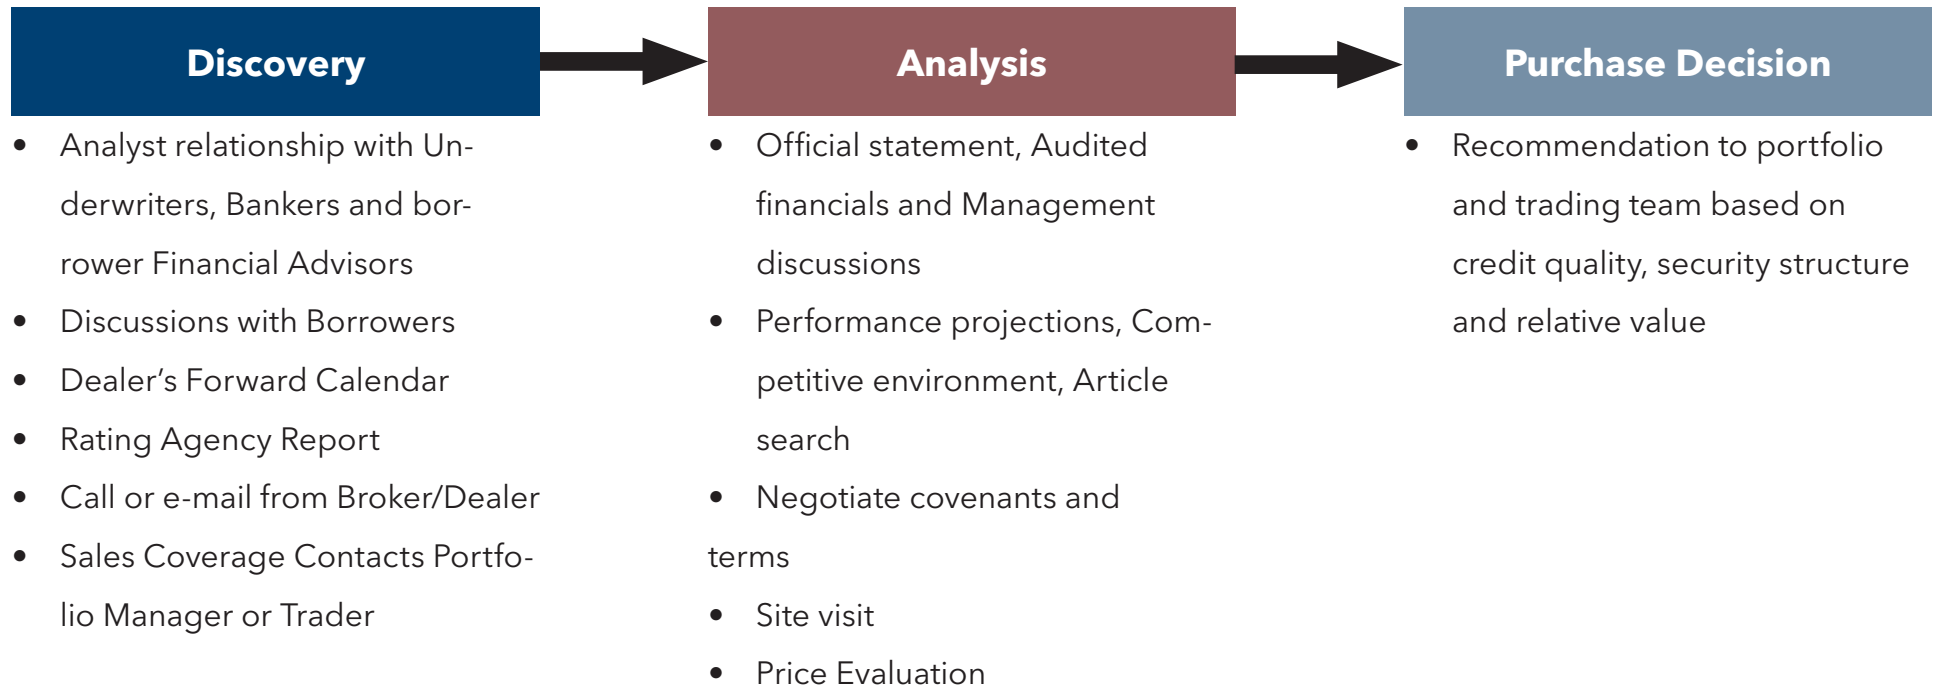 Discovery
• Analyst relationship with Un-
derwriters, Bankers and bor-
rower Financial Advisors
• Discussions with Borrowers
• Dealer’s Forward Calendar
• Rating Agency Report
• Call or e-mail from Broker/Dealer
• Sales Coverage Contacts Portfo-
lio Manager or Trader
Analysis
• Official statement, Audited
financials and Management
discussions
• Performance projections, Com-
petitive environment, Article
search
• Negotiate covenants and
terms
• Site visit
• Price Evaluation
Purchase Decision
• Recommendation to portfolio
and trading team based on
credit quality, security structure
and relative value